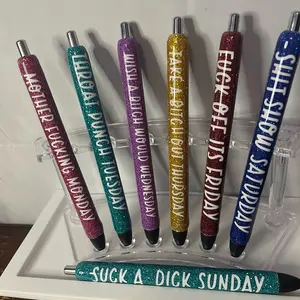 MOTHER FUCKING MONDAY
THROAT PUNCH TUESDAY
WISH A BITCH WOULD WEDNESDAY
TAKE A BITCH OUT THURSDAY
FUCK OFF ITS FRIDAY
SHIT SHOW SATURDAY
SUCK A DICK SUNDAY